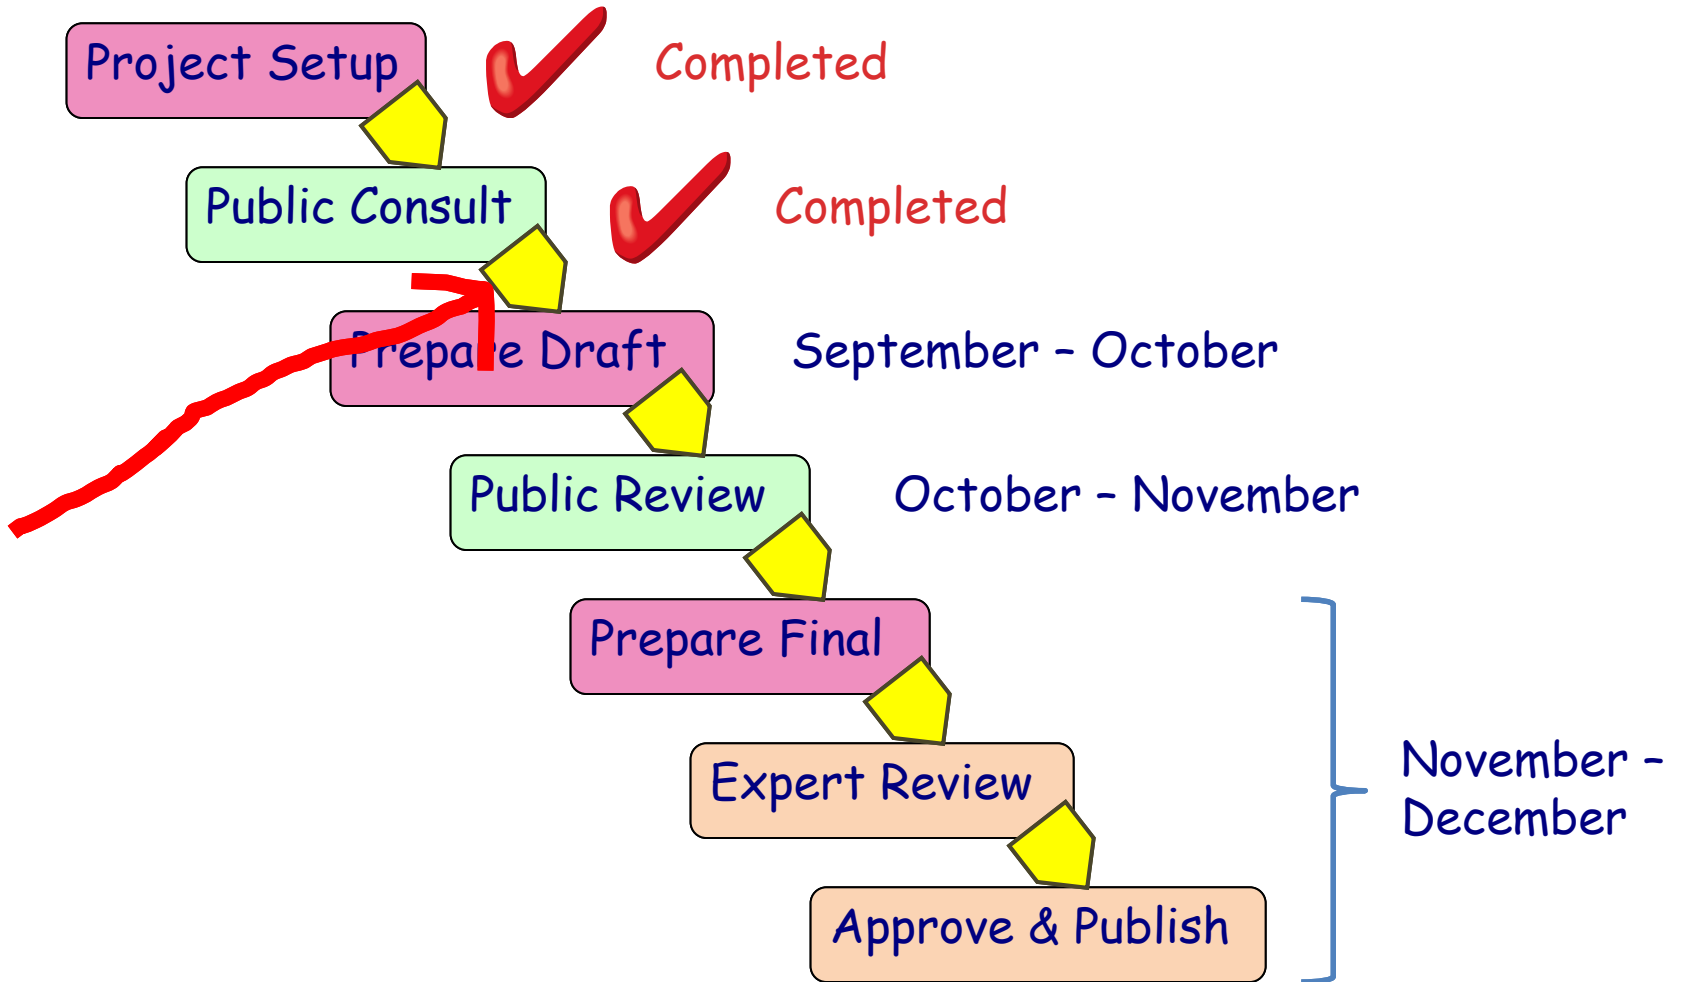 Project Setup
Completed
Public Consult
Completed
Prepare Draft
September – October
Public Review
October – November
Prepare Final
Expert Review
November –
December
Approve & Publish